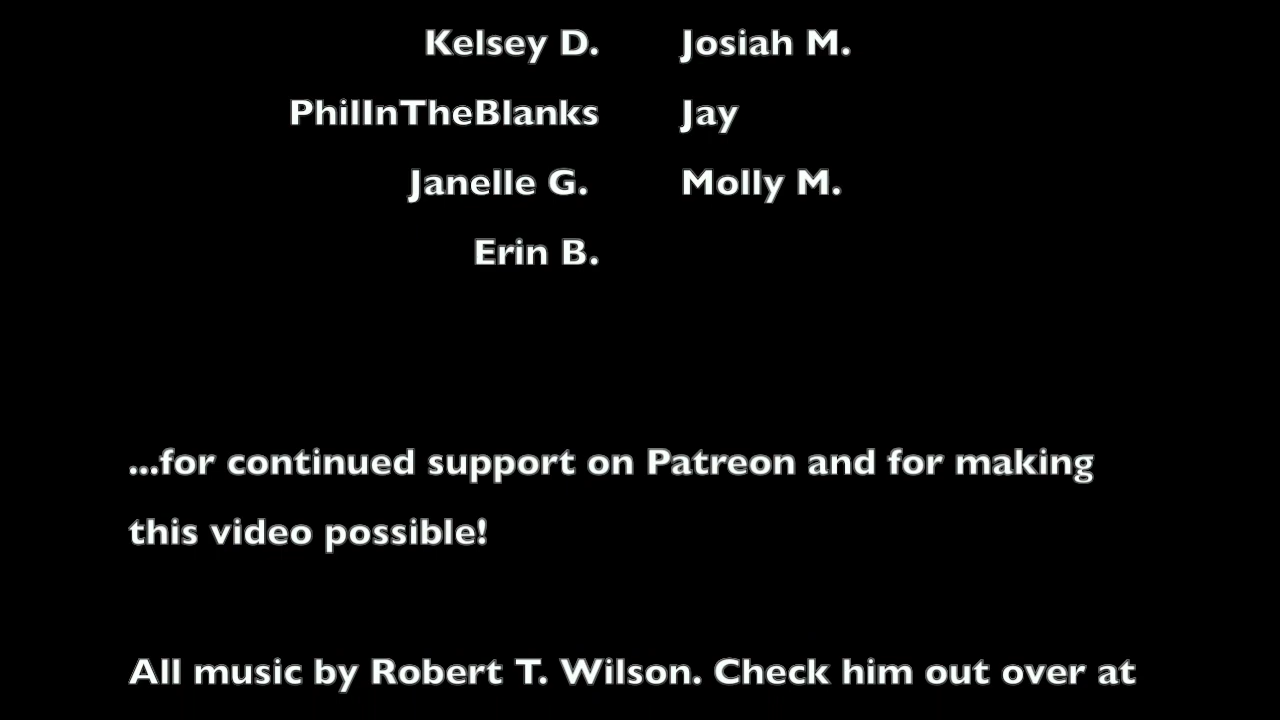 Kelsey D. Josiah M.
PhilInTheBlanks Jay
Janelle G. Molly M.
Erin B.
...for continued support on Patreon and for making
this video possible!
All music by Robert T. Wilson. Check him out over at